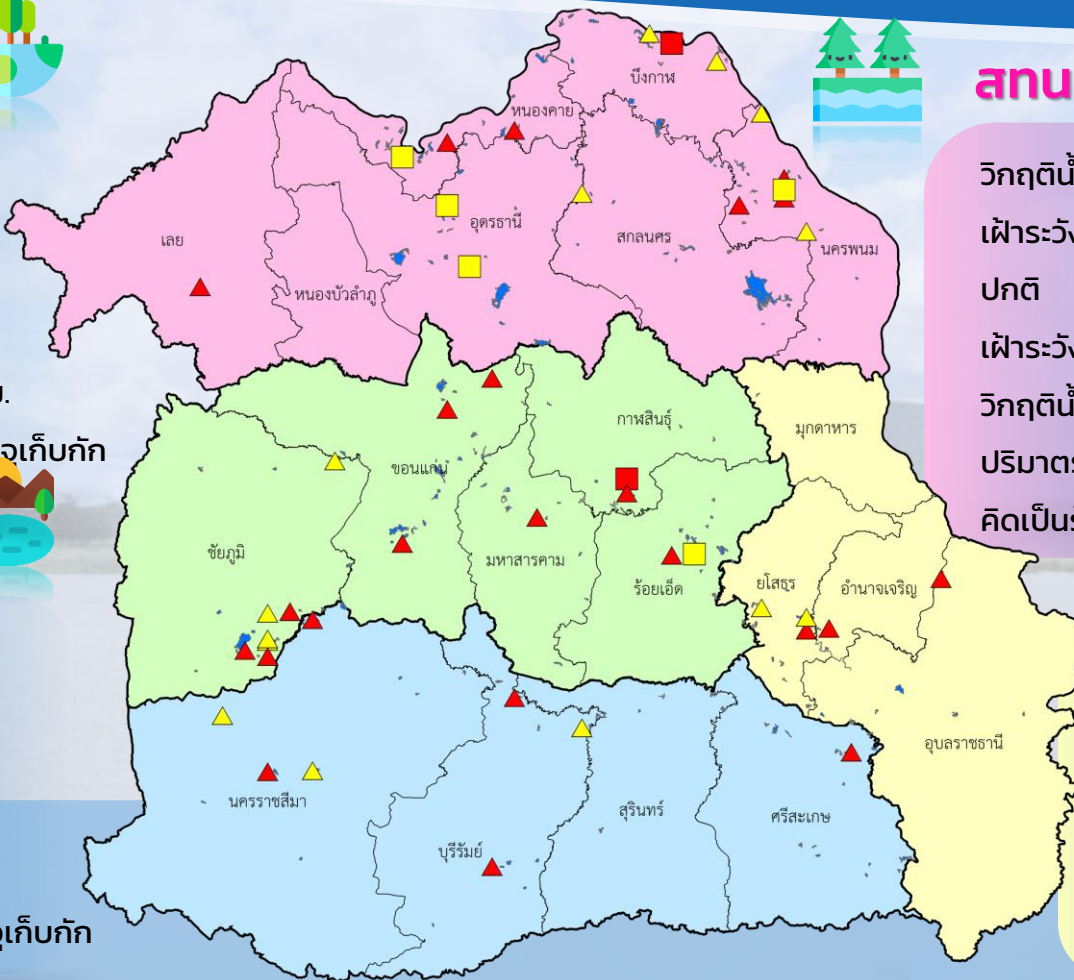 สทน
บึงกาฬ
หนองคาย
วิกฤติน้ำ
เฝ้าระวัง
ปกติ
เฝ้าระวัง
วิกฤติน้ำ
ปริมาตร
คิดเป็นร้
เลย
อุดรธานี
สกลนคร
นครพนม
หนองบัวลำภู
ม.
จุเก็บกัก
กาฬสินธุ์
มุกดาหาร
ขอนแก่น
ชัยภูมิ
มหาสารคาม
ร้อยเอ็ด
ยโสธร
อำนาจเจริญ
อุบลราชธานี
นครราชสีมา
สุรินทร์
ศรีสะเกษ
บุรีรัมย์
จุเก็บกัก